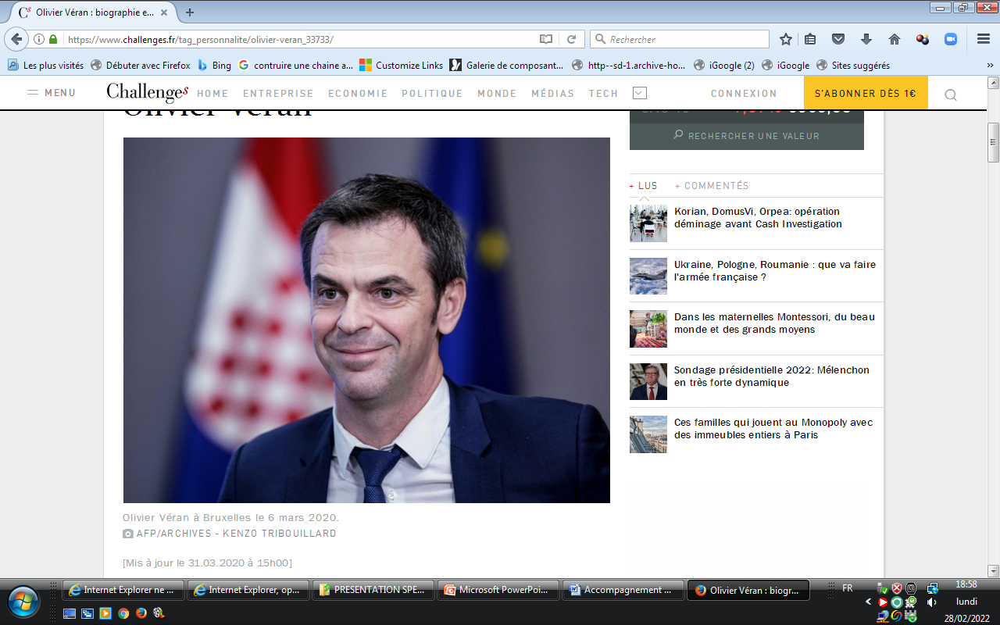 Olivier Véran : biographie e...
https://www.challenges.fr/tag_personnalite/olivier-veran_33733/
Rechercher
Les plus visités
Débuter avec Firefox
Bing
contruire une chaine a...
Customize Links
Galerie de composant...
http--sd-1.archive-ho...
iGoogle (2)
iGoogle
Sites suggérés
MENU
Challenges
HOME
ENTREPRISE
ECONOMIE
POLITIQUE
MONDE
MÉDIAS
TECH
CONNEXION
S'ABONNER DÈS 1€
Olivier Véran
RECHERCHER UNE VALEUR
+ LUS
+ COMMENTÉS
Korian, DomusVi, Orpea: opération
déminage avant Cash Investigation
Ukraine, Pologne, Roumanie : que va faire
l'armée française ?
Dans les maternelles Montessori, du beau
monde et des grands moyens
Sondage présidentielle 2022: Mélenchon
en très forte dynamique
Ces familles qui jouent au Monopoly avec
des immeubles entiers à Paris
Olivier Véran à Bruxelles le 6 mars 2020.
AFP/ARCHIVES - KENZO TRIBOUILLARD
[Mis à jour le 31.03.2020 à 15h00]
Internet Explorer ne ...
Internet Explorer, op...
PRESENTATION SPE...
Microsoft PowerPoi...
Accompagnement ...
Olivier Véran : biogr...
FR
18:58
lundi
28/02/2022